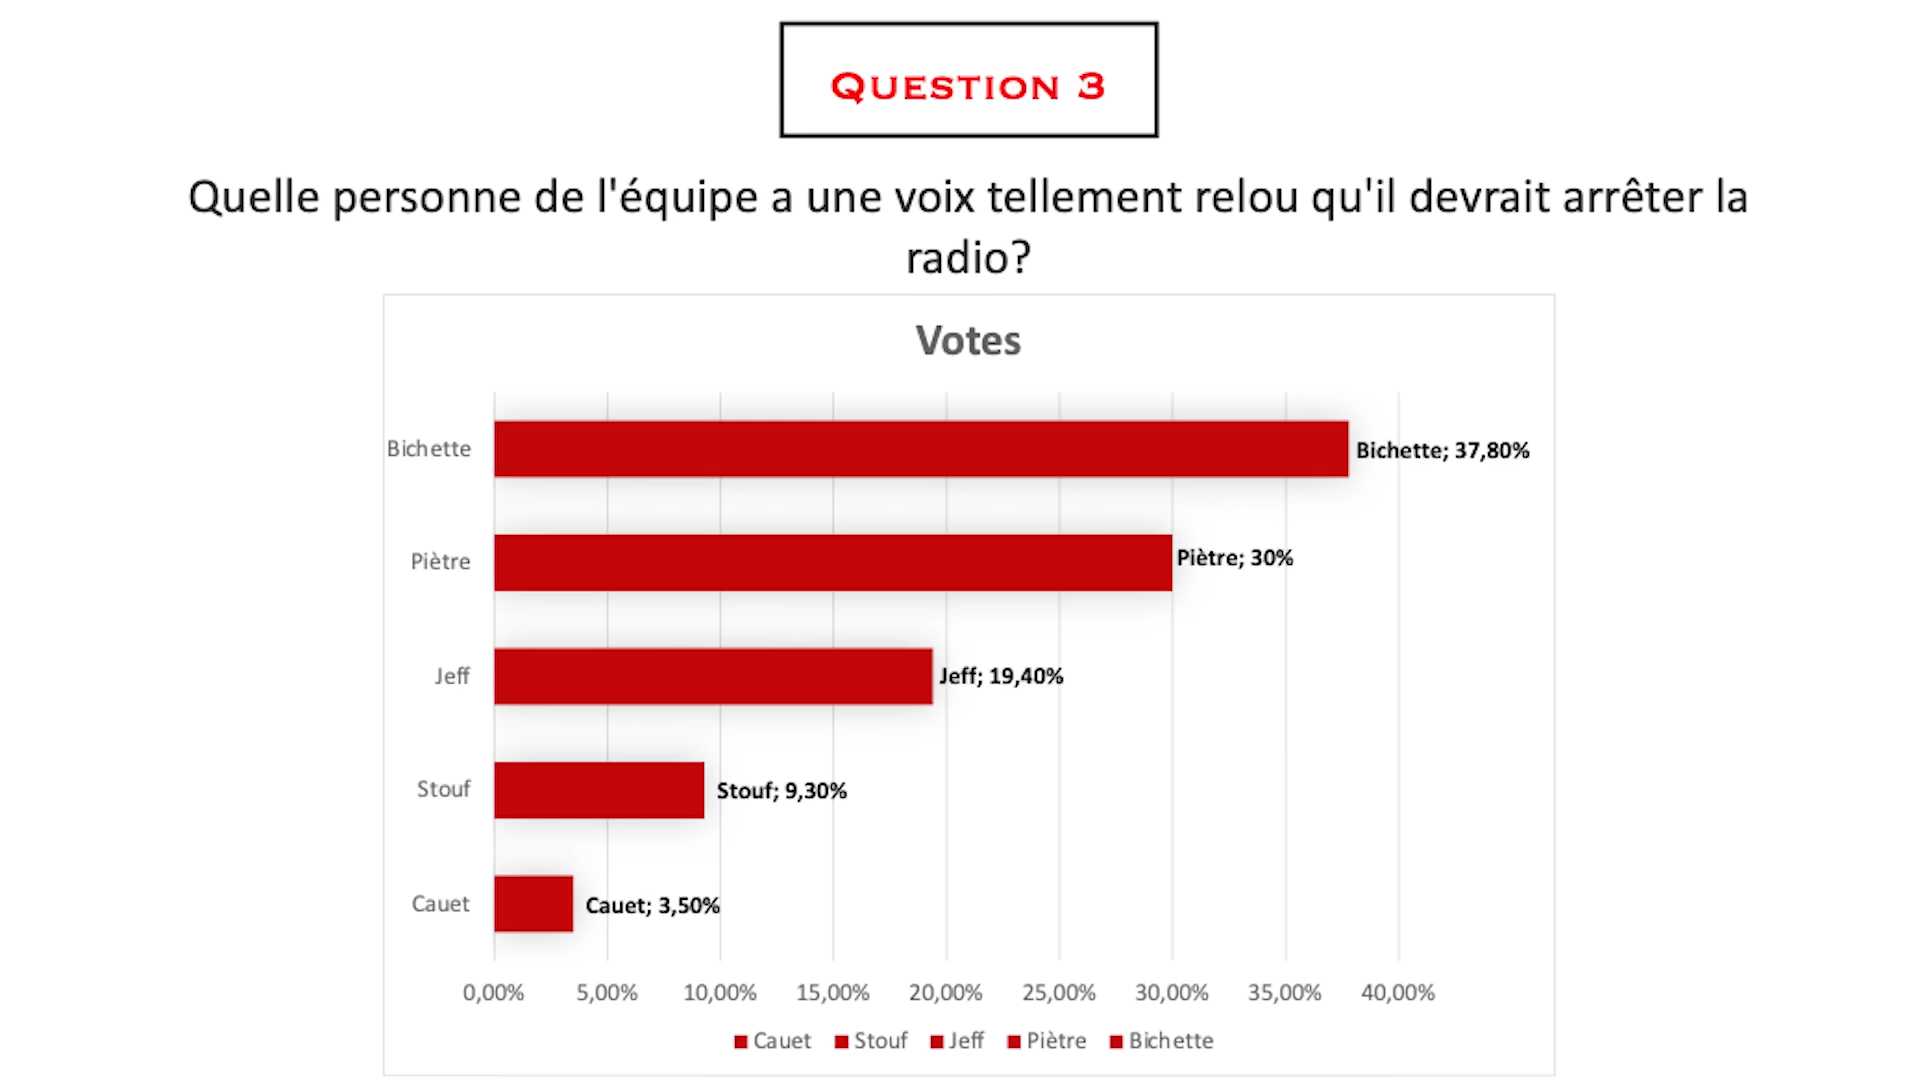 QUESTION 3
Quelle personne de l'équipe a une voix tellement relou qu'il devrait arrêter la
radio?
Votes
Bichette
Bichette; 37,80%
Piètre
Piètre; 30%
Jeff
Jeff; 19,40%
Stouf
Stouf; 9,30%
Cauet
Cauet; 3,50%
0,00% 5,00% 10,00% 15,00% 20,00% 25,00% 30,00% 35,00% 40,00%
Cauet Stouf Jeff Piètre Bichette